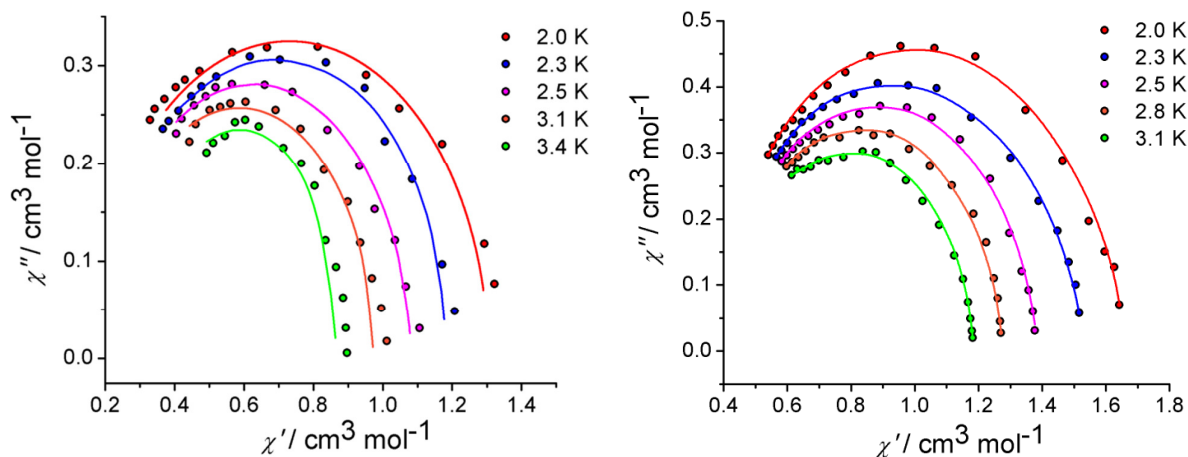 χ″/ cm³ mol⁻¹
0.3
0.2
0.1
0.0
2.0 K
2.3 K
2.5 K
3.1 K
3.4 K
0.2 0.4 0.6 0.8 1.0 1.2 1.4
χ′/ cm³ mol⁻¹
χ″/ cm³ mol⁻¹
0.5
0.4
0.3
0.2
0.1
0.0
2.0 K
2.3 K
2.5 K
2.8 K
3.1 K
0.4 0.6 0.8 1.0 1.2 1.4 1.6 1.8
χ′/ cm³ mol⁻¹